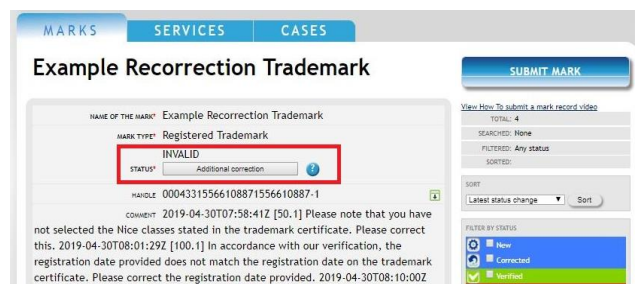 MARKS SERVICES CASES
Example Recorrection Trademark
NAME OF THE MARK* Example Recorrection Trademark
MARK TYPE* Registered Trademark
INVALID
STATUS* Additional correction ?
HANDLE 00043315566108871556610887-1
COMMENT 2019-04-30T07:58:41Z [50.1] Please note that you have
not selected the Nice classes stated in the trademark certificate. Please correct
this. 2019-04-30T08:01:29Z [100.1] In accordance with our verification, the
registration date provided does not match the registration date on the trademark
certificate. Please correct the registration date provided. 2019-04-30T08:10:00Z
SUBMIT MARK
View How To submit a mark record video
TOTAL: 4
SEARCHED: None
FILTERED: Any status
SORTED:
SORT
Latest status change Sort
FILTER BY STATUS
New
Corrected
Verified